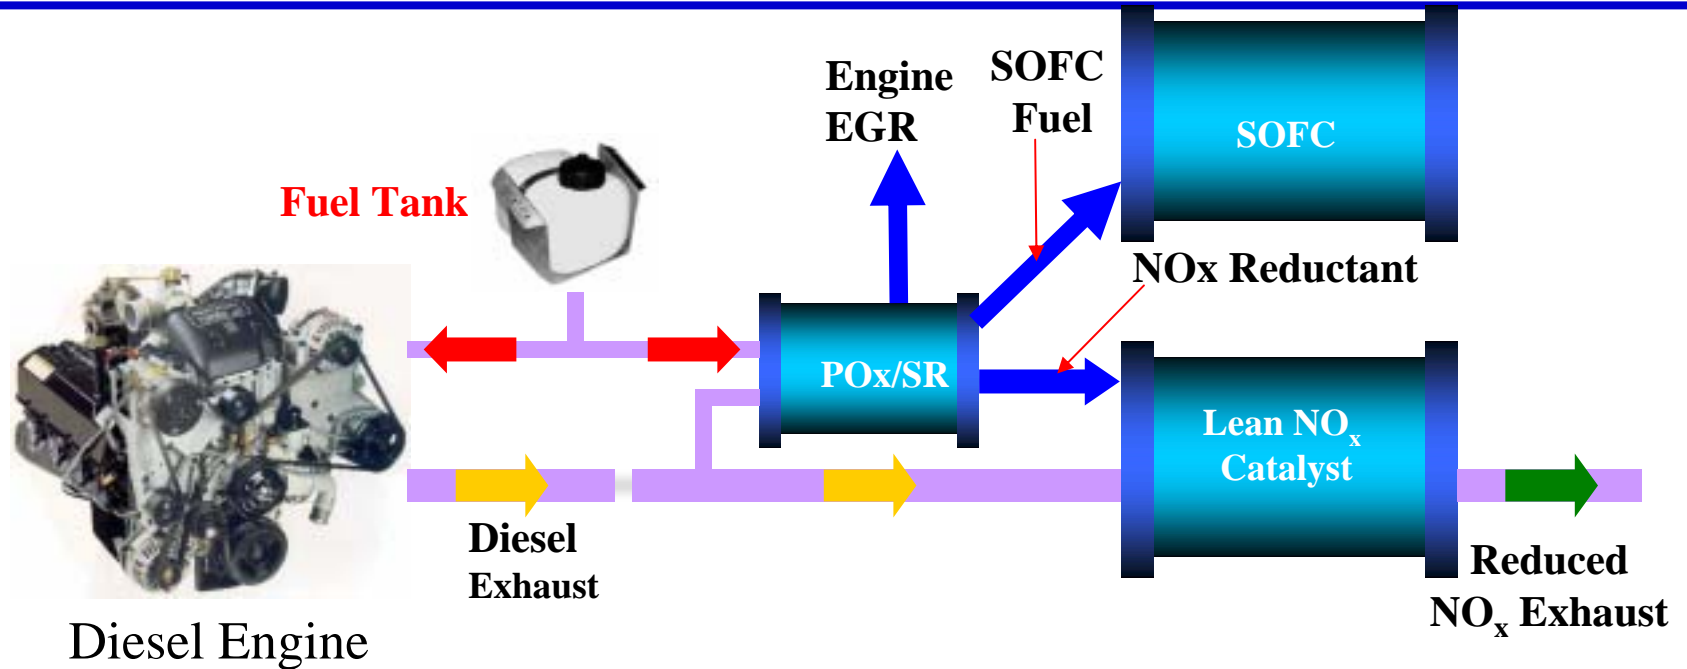 Engine
EGR
SOFC
Fuel
SOFC
Fuel Tank
NOx Reductant
POx/SR
Lean NOx
Catalyst
Diesel
Exhaust
Reduced
NOx Exhaust
Diesel Engine